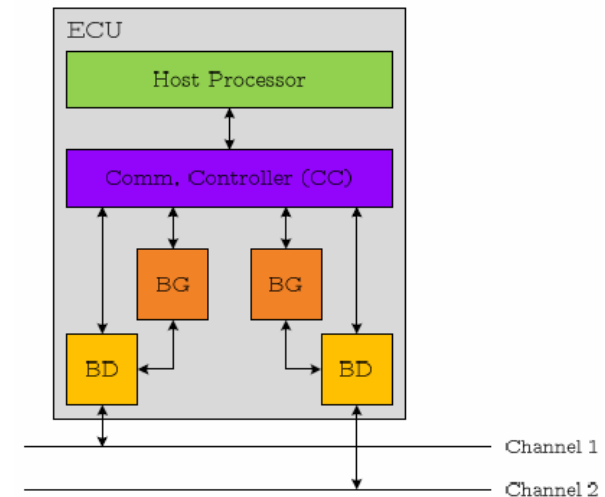 ECU
Host Processor
Comm. Controller (CC)
BG
BG
BD
BD
Channel 1
Channel 2